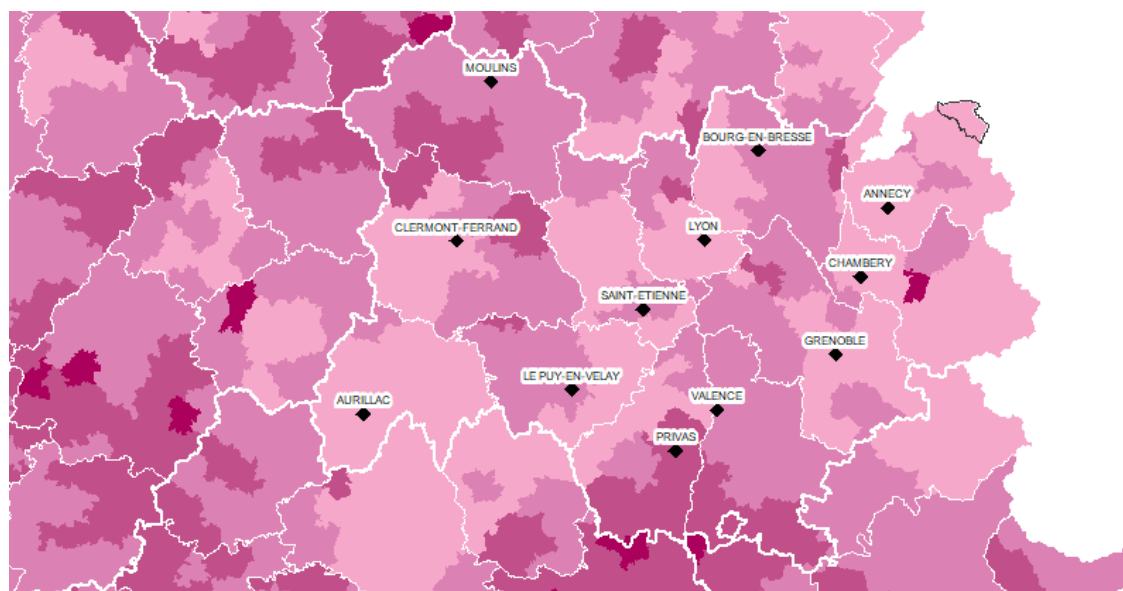 MOULINS
BOURG-EN-BRESSE
ANNECY
CLERMONT-FERRAND
LYON
CHAMBERY
SAINT-ETIENNE
GRENOBLE
LE PUY-EN-VELAY
AURILLAC
VALENCE
PRIVAS